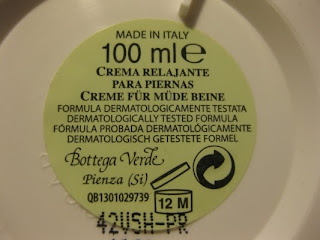 MADE IN ITALY
100 ml e
CREMA RELAJANTE
PARA PIERNAS
CREME FÜR MÜDE BEINE
FORMULA DERMATOLOGICAMENTE TESTATA
DERMATOLOGICALLY TESTED FORMULA
FÓRMULA PROBADA DERMATOLÓGICAMENTE
DERMATOLOGISCH GETESTETE FORMEL
Bottega Verde
Pienza (Si)
QB1301029739
12 M
42VSH-PR